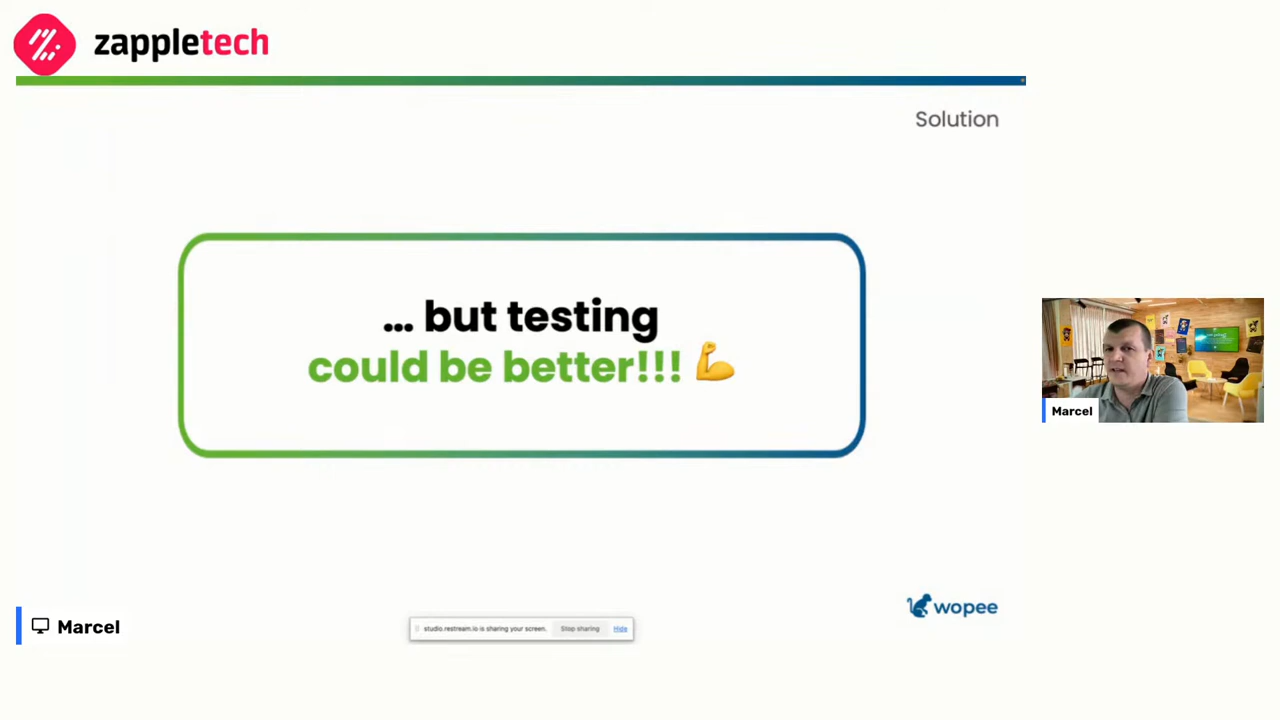 zappletech
Solution
... but testing
could be better!!! 💪
Marcel
wopee
Marcel
studio.restream.io is sharing your screen. Stop sharing Hide